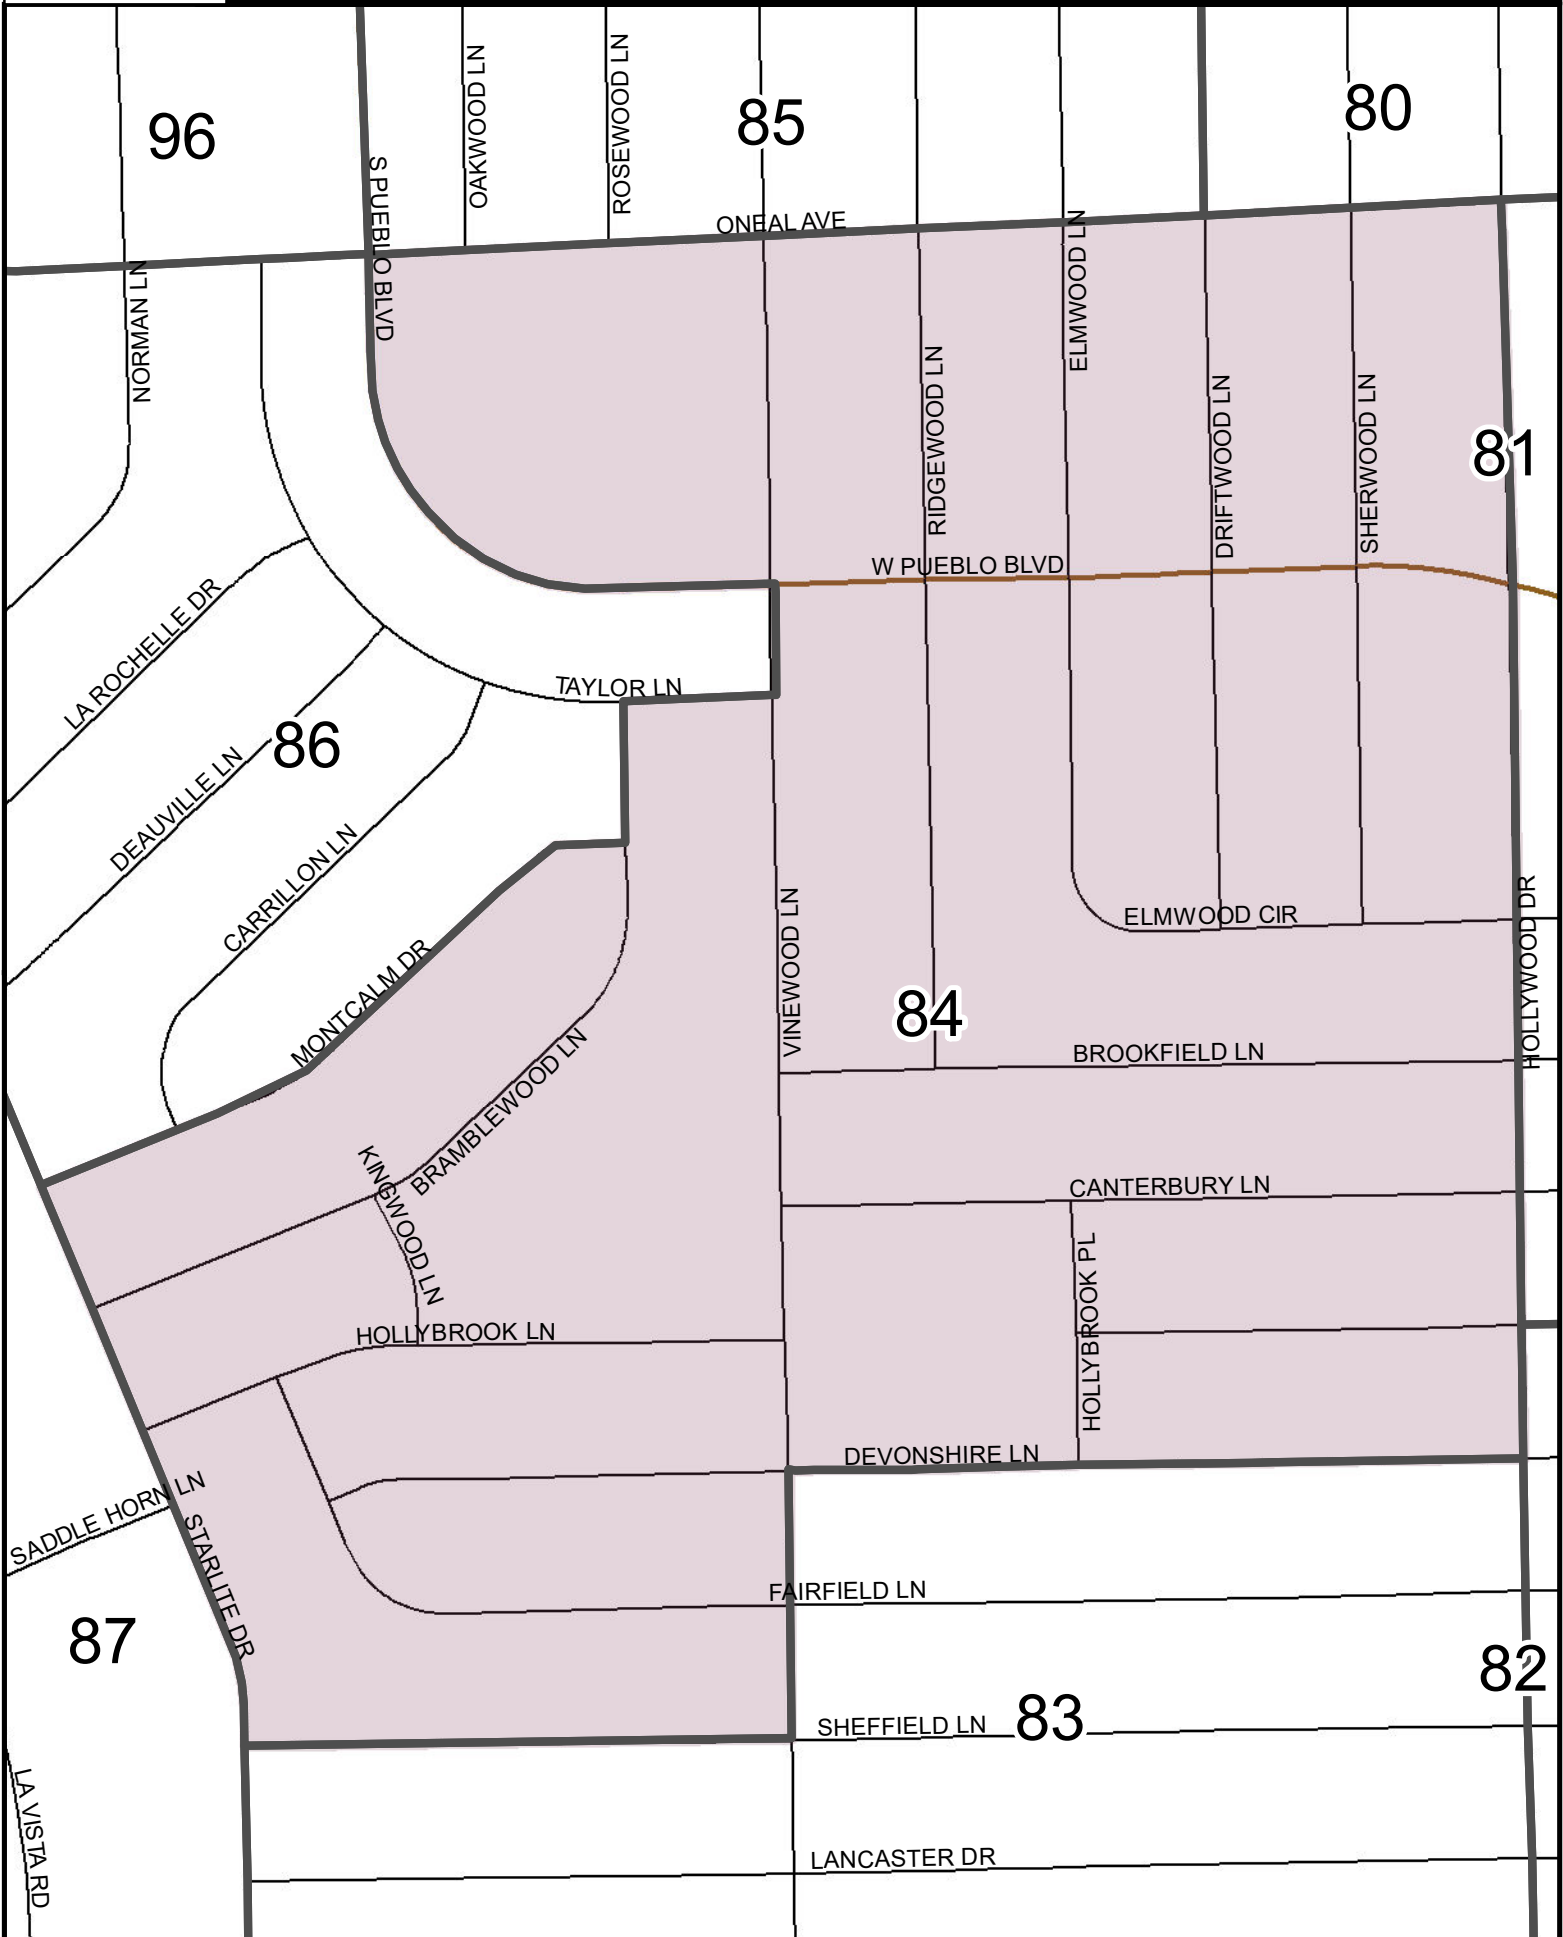 OAKWOOD LN
ROSEWOOD LN
96
85
80
S PUEBLO BLVD
ONEAL AVE
ELMWOOD LN
NORMAN LN
RIDGEWOOD LN
DRIFTWOOD LN
SHERWOOD LN
81
W PUEBLO BLVD
LA ROCHELLE DR
TAYLOR LN
86
DEAUVILLE LN
CARRILLON LN
MONTCALM DR
VINEWOOD LN
ELMWOOD CIR
HOLLYWOOD DR
84
BROOKFIELD LN
BRAMBLEWOOD LN
KINGWOOD LN
CANTERBURY LN
HOLLYBROOK PL
HOLLYBROOK LN
DEVONSHIRE LN
SADDLE HORN LN
STARLITE DR
FAIRFIELD LN
87
82
SHEFFIELD LN
83
LA VISTA RD
LANCASTER DR